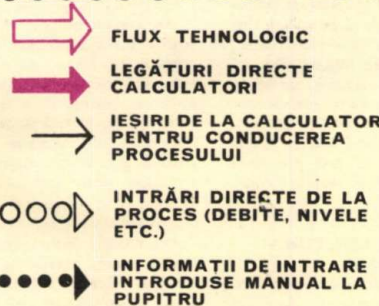 FLUX TEHNOLOGIC
LEGĂTURI DIRECTE
CALCULATORI
IEȘIRI DE LA CALCULATOR
PENTRU CONDUCEREA
PROCESULUI
INTRĂRI DIRECTE DE LA
PROCES (DEBITE, NIVELE
ETC.)
INFORMATII DE INTRARE
INTRODUSE MANUAL LA
PUPITRU